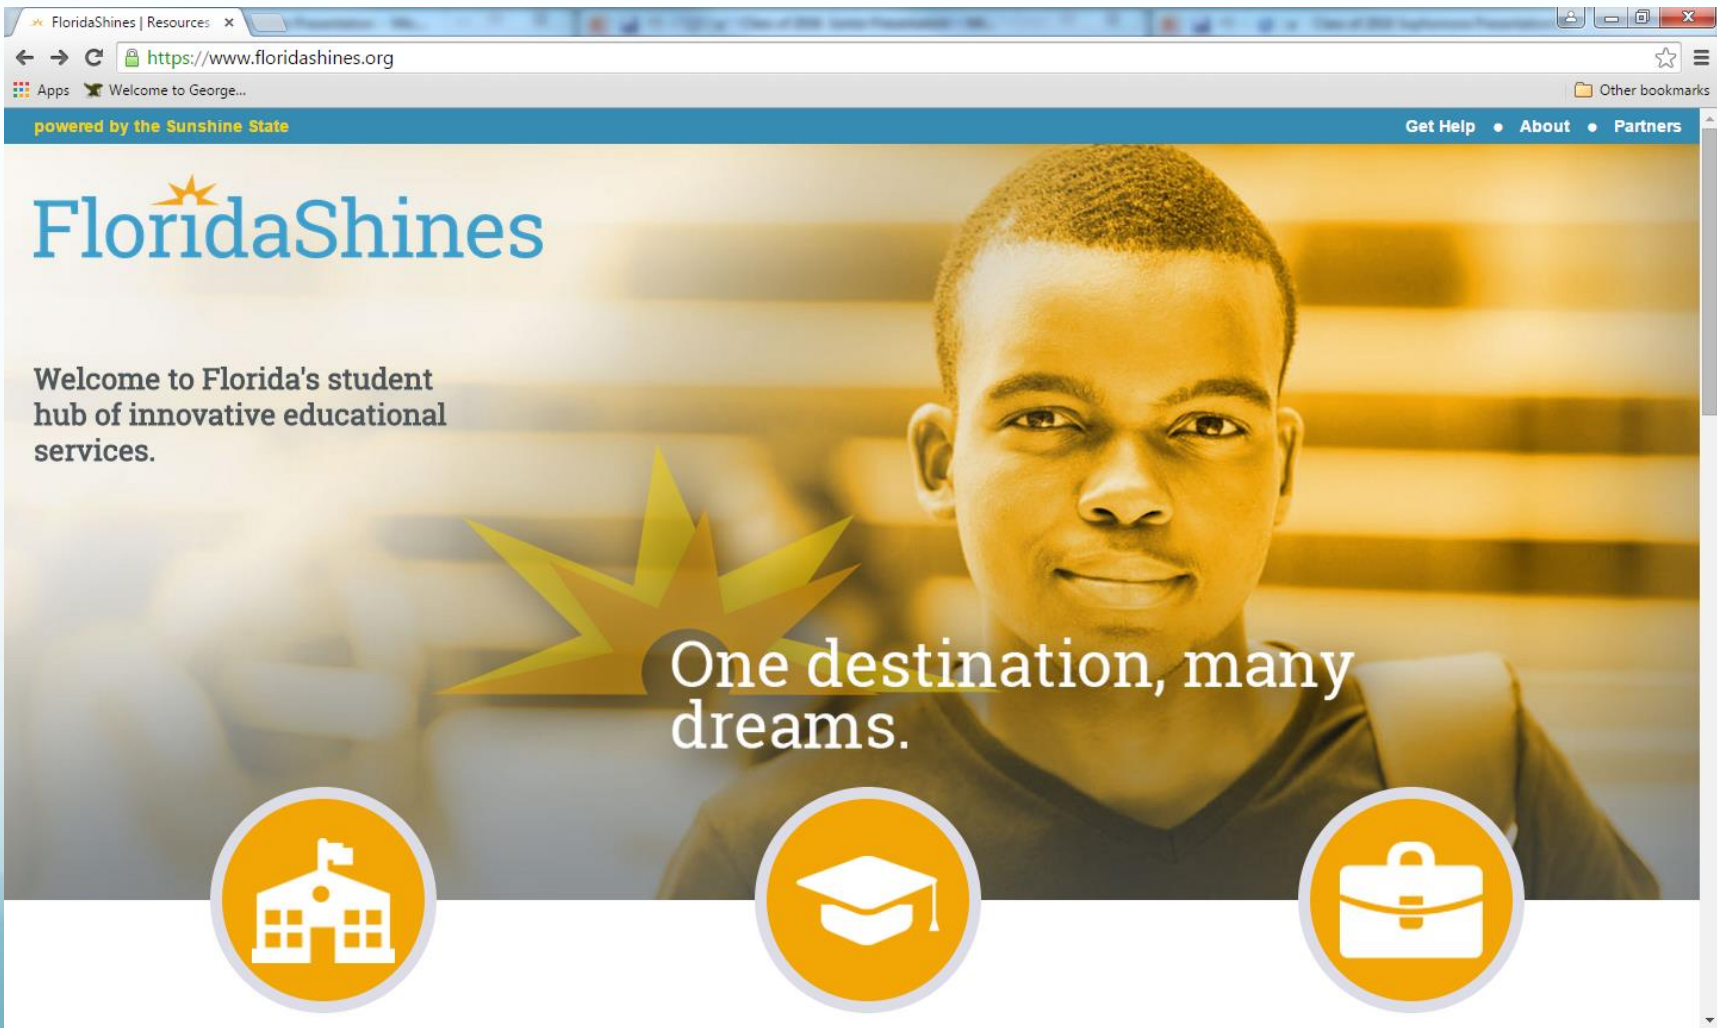 FloridaShines | Resources
https://www.floridashines.org
Apps Welcome to George... Other bookmarks
powered by the Sunshine State Get Help • About • Partners
FloridaShines
Welcome to Florida's student
hub of innovative educational
services.
One destination, many
dreams.